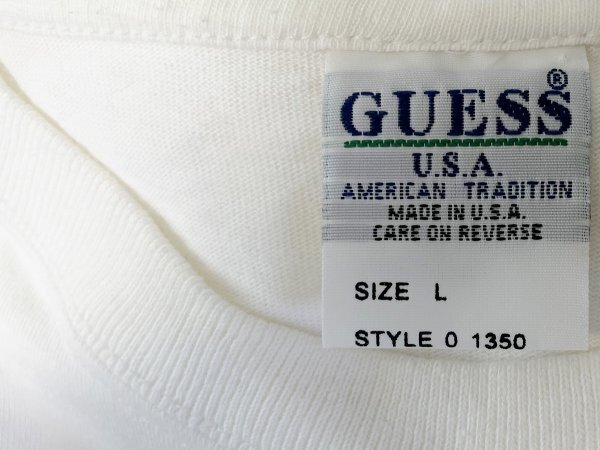 GUESS®
U.S.A.
AMERICAN TRADITION
MADE IN U.S.A.
CARE ON REVERSE
SIZE L
STYLE 0 1350